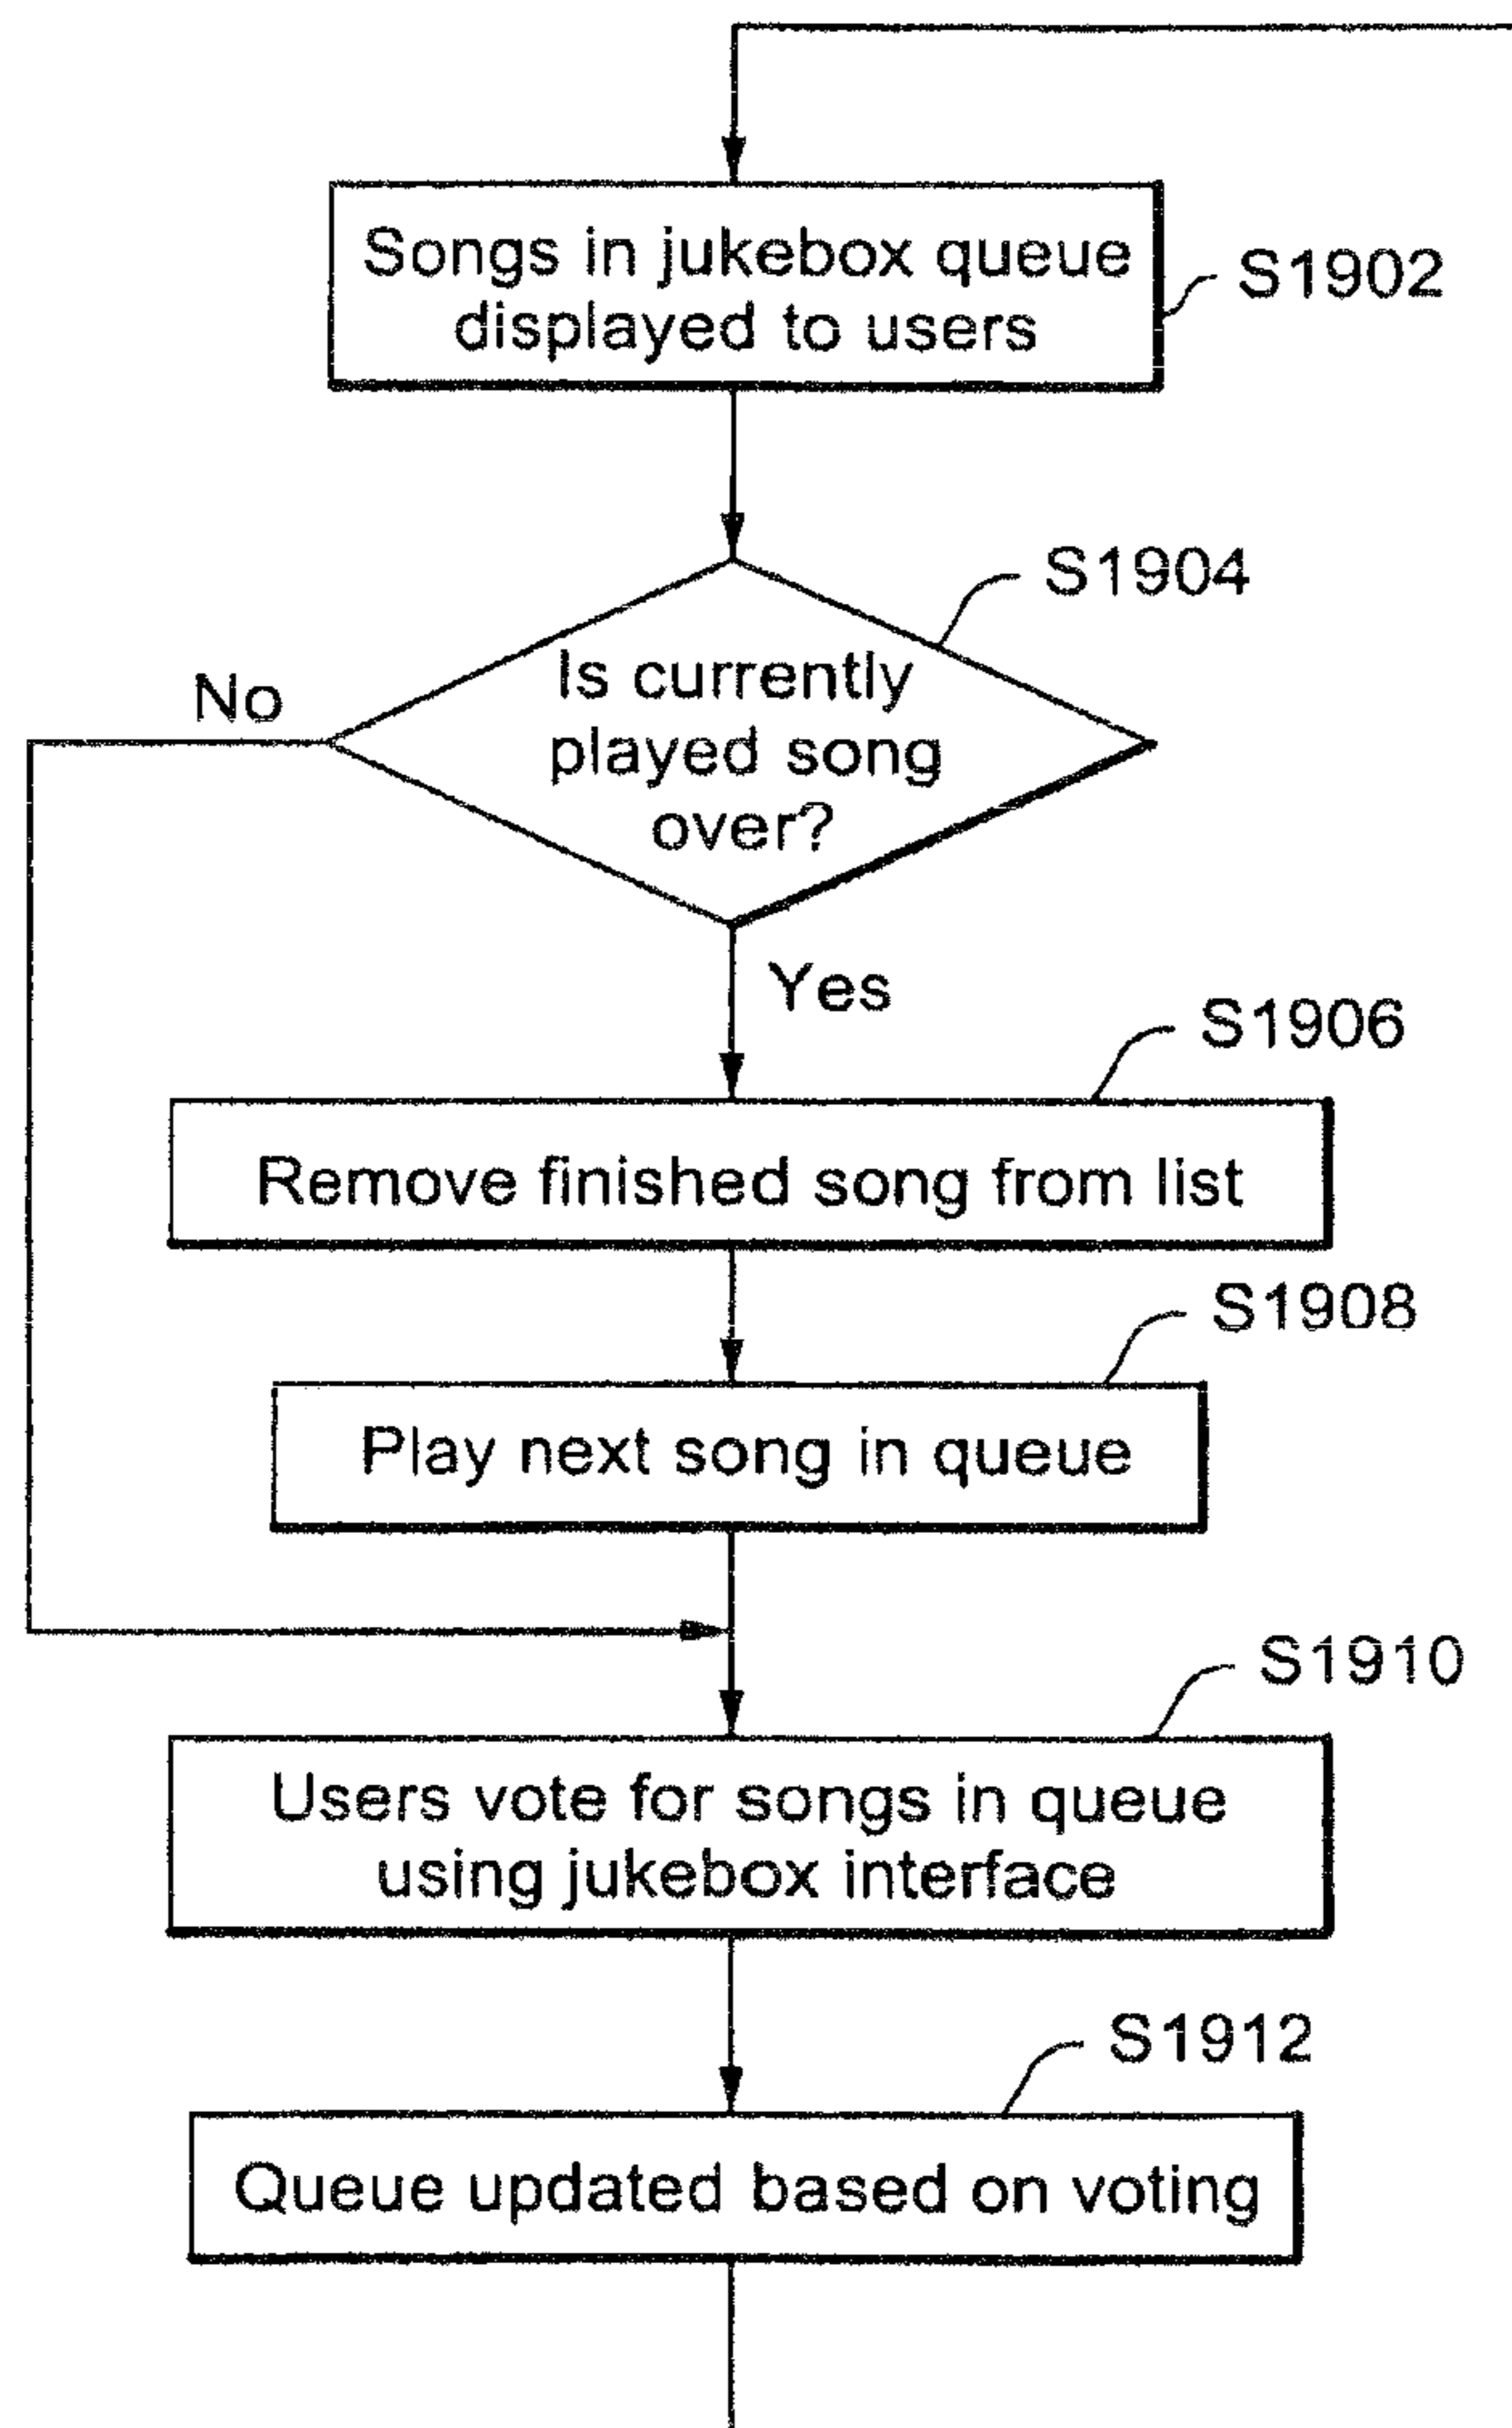 Songs in jukebox queue
displayed to users
S1902
S1904
Is currently
played song
over?
No
Yes
S1906
Remove finished song from list
S1908
Play next song in queue
S1910
Users vote for songs in queue
using jukebox interface
S1912
Queue updated based on voting